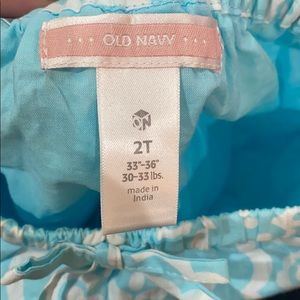 OLD NAVY
ON
2T
33"-36"
30-33 lbs.
made in
India